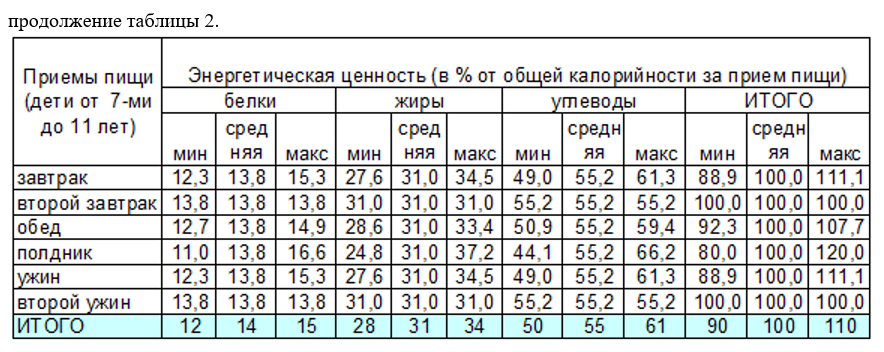 продолжение таблицы 2.
Приемы пищи (дети от 7-ми до 11 лет) Энергетическая ценность (в % от общей калорийности за прием пищи)
белки жиры углеводы ИТОГО
мин средняя макс мин средняя макс мин средняя макс мин средняя макс
завтрак 12,3 13,8 15,3 27,6 31,0 34,5 49,0 55,2 61,3 88,9 100,0 111,1
второй завтрак 13,8 13,8 13,8 31,0 31,0 31,0 55,2 55,2 55,2 100,0 100,0 100,0
обед 12,7 13,8 14,9 28,6 31,0 33,4 50,9 55,2 59,4 92,3 100,0 107,7
полдник 11,0 13,8 16,6 24,8 31,0 37,2 44,1 55,2 66,2 80,0 100,0 120,0
ужин 12,3 13,8 15,3 27,6 31,0 34,5 49,0 55,2 61,3 88,9 100,0 111,1
второй ужин 13,8 13,8 13,8 31,0 31,0 31,0 55,2 55,2 55,2 100,0 100,0 100,0
ИТОГО 12 14 15 28 31 34 50 55 61 90 100 110